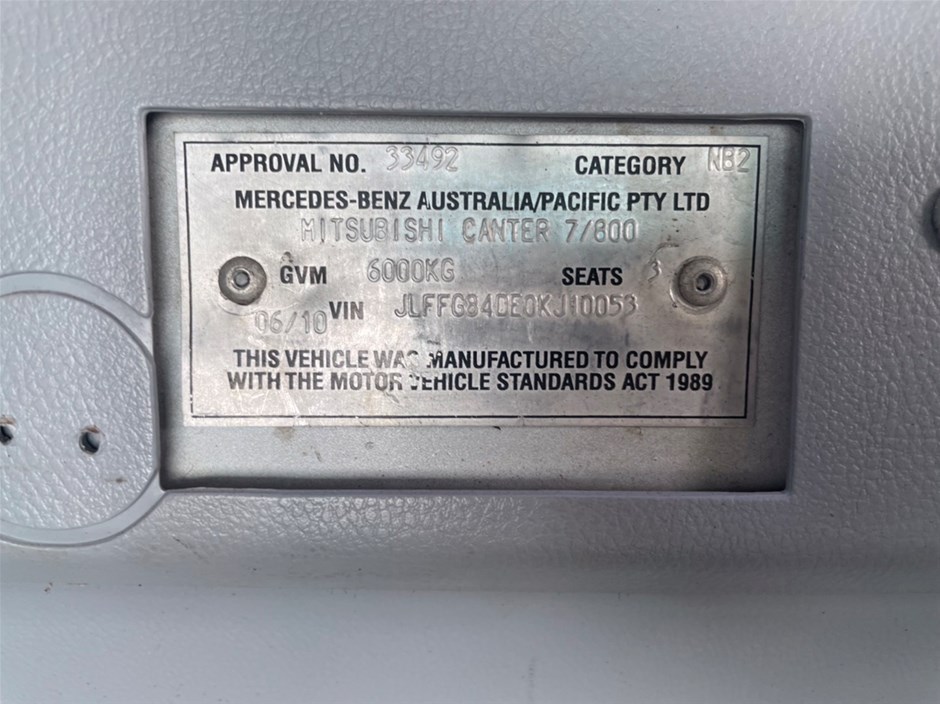 APPROVAL NO. 33492 CATEGORY NB2
MERCEDES-BENZ AUSTRALIA/PACIFIC PTY LTD
MITSUBISHI CANTER 7/800
GVM 6000KG SEATS 3
06/10 VIN JLFFG84DE0KJ10053
THIS VEHICLE WAS MANUFACTURED TO COMPLY
WITH THE MOTOR VEHICLE STANDARDS ACT 1989